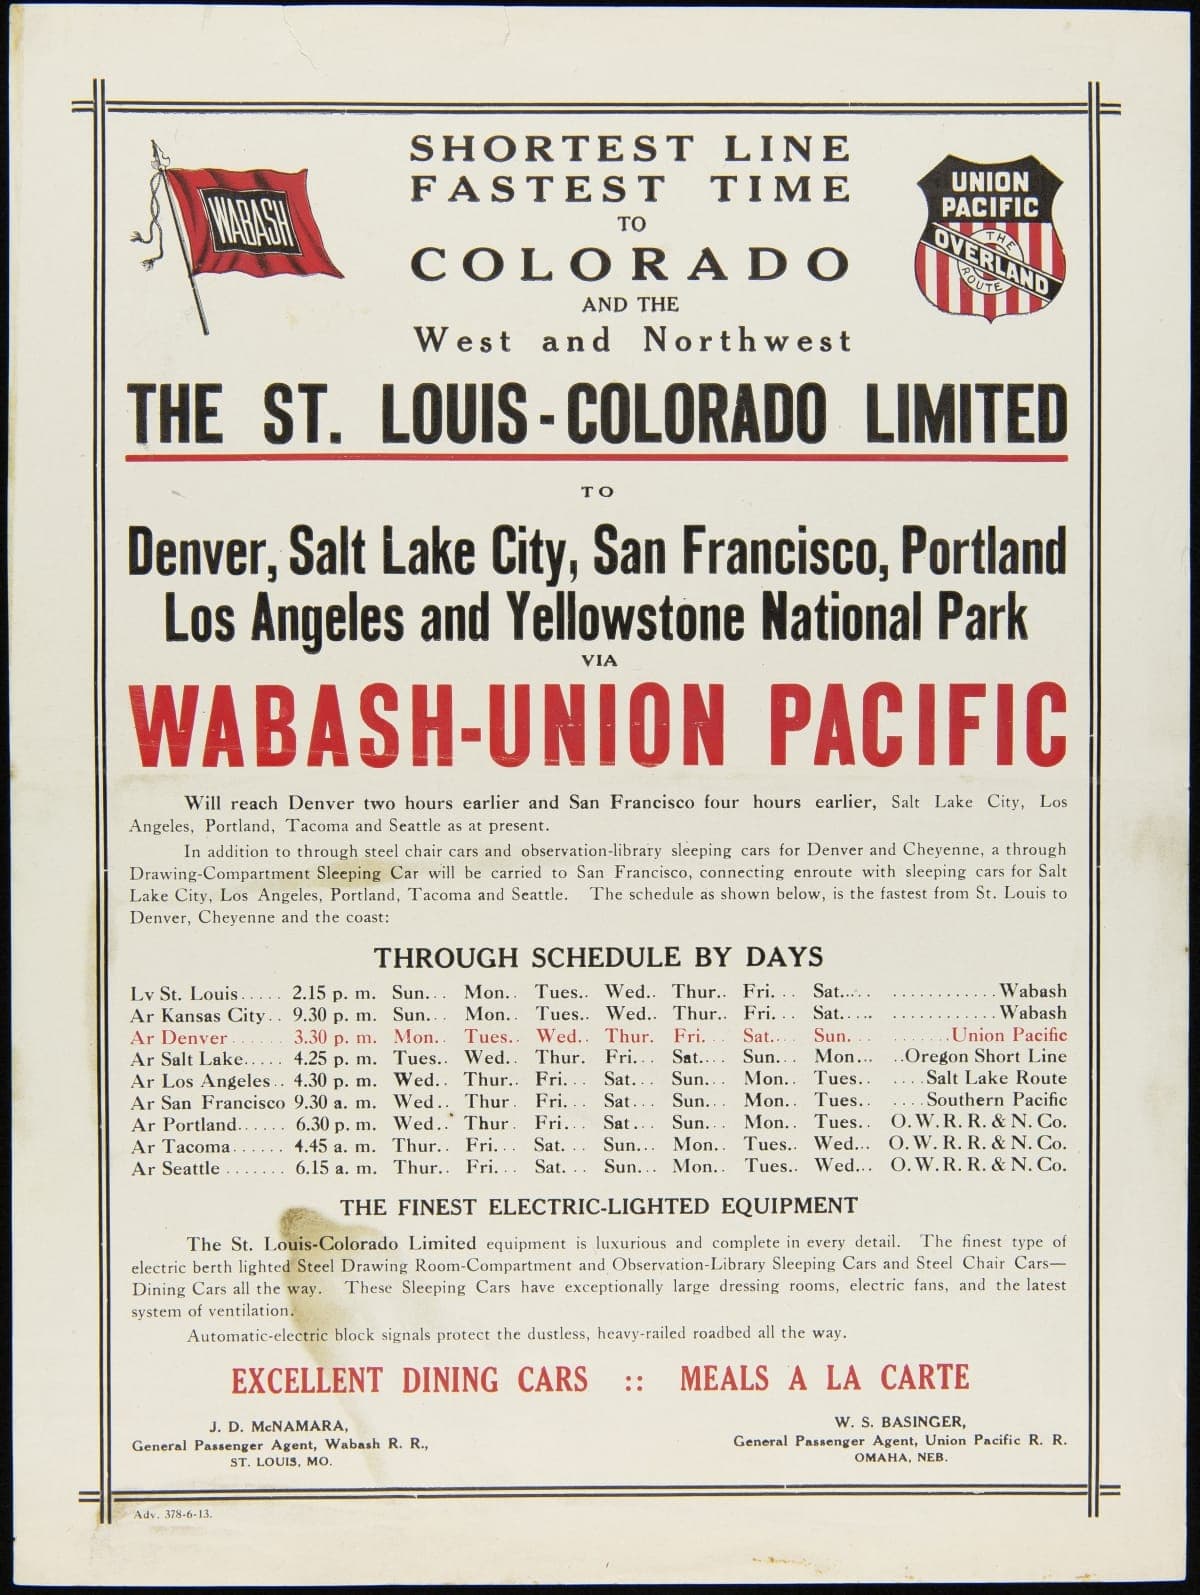 WABASH
SHORTEST LINE
FASTEST TIME
TO
COLORADO
AND THE
West and Northwest
UNION
PACIFIC
THE
OVERLAND
ROUTE
THE ST. LOUIS-COLORADO LIMITED
TO
Denver, Salt Lake City, San Francisco, Portland
Los Angeles and Yellowstone National Park
VIA
WABASH-UNION PACIFIC
Will reach Denver two hours earlier and San Francisco four hours earlier, Salt Lake City, Los
Angeles, Portland, Tacoma and Seattle as at present.
In addition to through steel chair cars and observation-library sleeping cars for Denver and Cheyenne, a through
Drawing-Compartment Sleeping Car will be carried to San Francisco, connecting enroute with sleeping cars for Salt
Lake City, Los Angeles, Portland, Tacoma and Seattle. The schedule as shown below, is the fastest from St. Louis to
Denver, Cheyenne and the coast:
THROUGH SCHEDULE BY DAYS
Lv St. Louis..... 2.15 p. m. Sun... Mon.. Tues.. Wed.. Thur.. Fri... Sat...... ............Wabash
Ar Kansas City.. 9.30 p. m. Sun... Mon.. Tues.. Wed.. Thur.. Fri... Sat..... ............Wabash
Ar Denver...... 3.30 p. m. Mon. Tues.. Wed.. Thur. Fri... Sat.... Sun... ........Union Pacific
Ar Salt Lake..... 4.25 p. m. Tues.. Wed.. Thur. Fri... Sat.... Sun... Mon... ..Oregon Short Line
Ar Los Angeles.. 4.30 p. m. Wed.. Thur.. Fri... Sat... Sun... Mon.. Tues.. ....Salt Lake Route
Ar San Francisco 9.30 a. m. Wed.. Thur. Fri... Sat... Sun... Mon.. Tues.. ....Southern Pacific
Ar Portland...... 6.30 p. m. Wed.. Thur. Fri... Sat... Sun... Mon.. Tues.. O. W. R. R. & N. Co.
Ar Tacoma...... 4.45 a. m. Thur.. Fri... Sat... Sun... Mon.. Tues.. Wed... O. W. R. R. & N. Co.
Ar Seattle ....... 6.15 a. m. Thur.. Fri... Sat... Sun... Mon.. Tues.. Wed... O. W. R. R. & N. Co.
THE FINEST ELECTRIC-LIGHTED EQUIPMENT
The St. Louis-Colorado Limited equipment is luxurious and complete in every detail. The finest type of
electric berth lighted Steel Drawing Room-Compartment and Observation-Library Sleeping Cars and Steel Chair Cars—
Dining Cars all the way. These Sleeping Cars have exceptionally large dressing rooms, electric fans, and the latest
system of ventilation.
Automatic-electric block signals protect the dustless, heavy-railed roadbed all the way.
EXCELLENT DINING CARS :: MEALS A LA CARTE
J. D. McNAMARA,
General Passenger Agent, Wabash R. R.,
ST. LOUIS, MO.
W. S. BASINGER,
General Passenger Agent, Union Pacific R. R.
OMAHA, NEB.
Adv. 378-6-13.